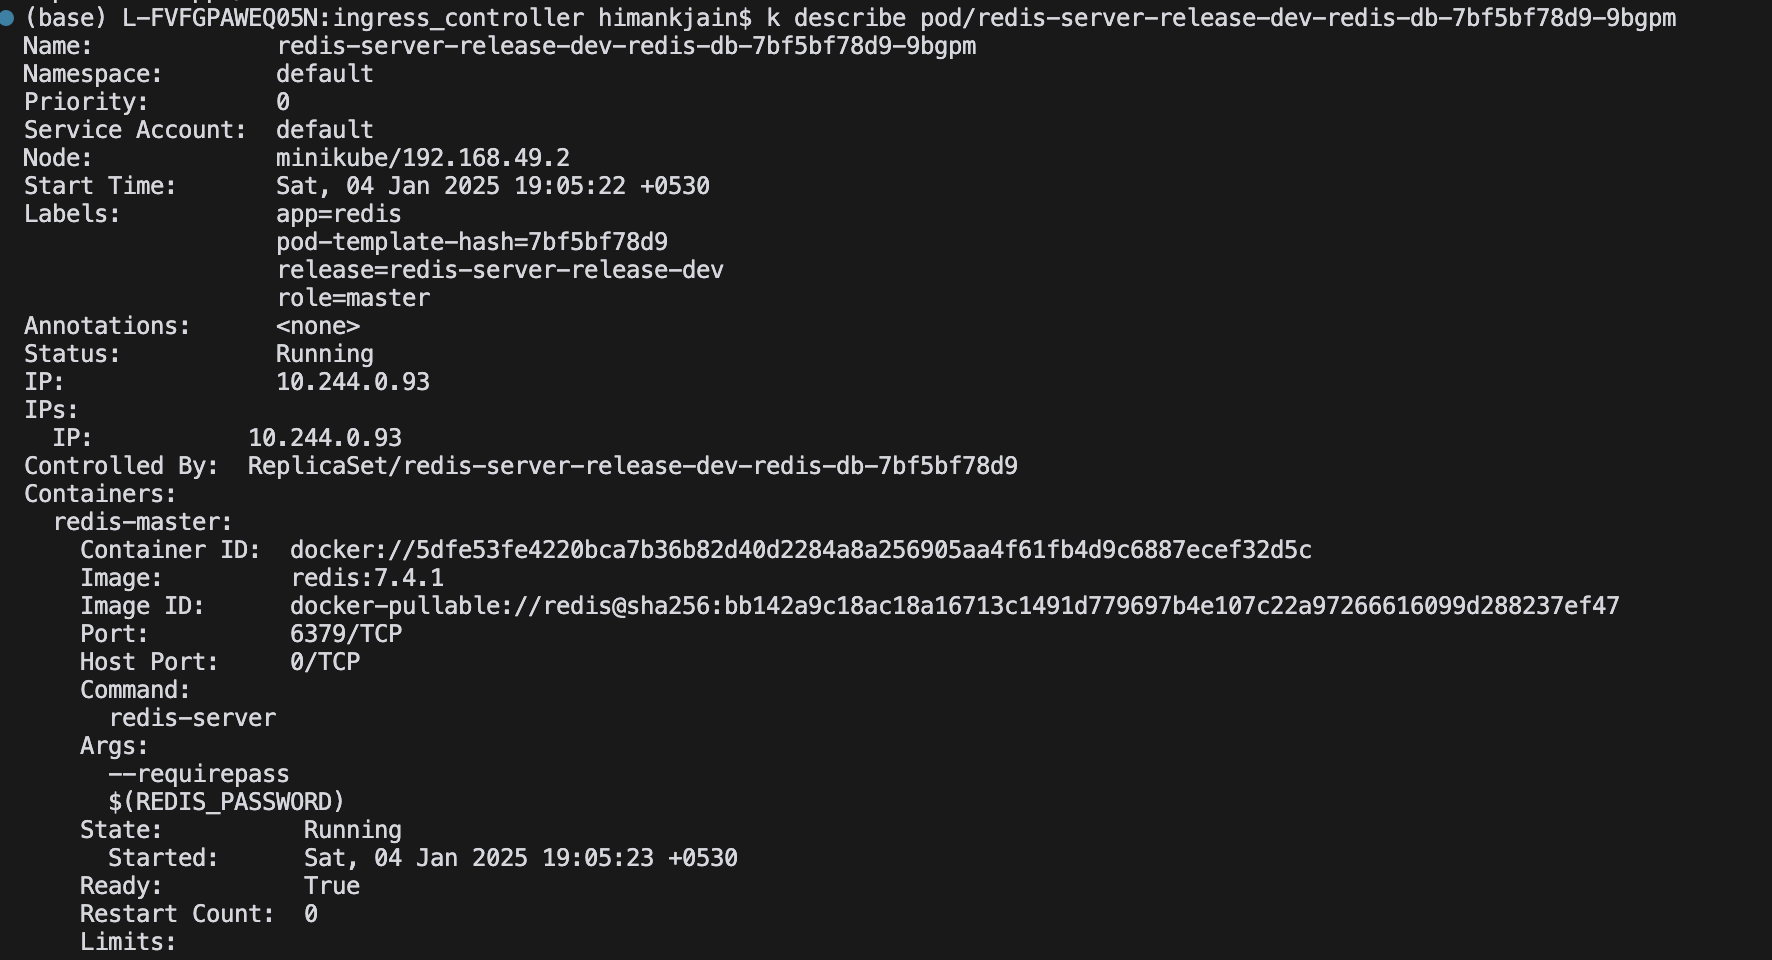 (base) L-FVFGPAWEQ05N:ingress_controller himankjain$ k describe pod/redis-server-release-dev-redis-db-7bf5bf78d9-9bgpm
Name:             redis-server-release-dev-redis-db-7bf5bf78d9-9bgpm
Namespace:        default
Priority:         0
Service Account:  default
Node:             minikube/192.168.49.2
Start Time:       Sat, 04 Jan 2025 19:05:22 +0530
Labels:           app=redis
                  pod-template-hash=7bf5bf78d9
                  release=redis-server-release-dev
                  role=master
Annotations:      <none>
Status:           Running
IP:               10.244.0.93
IPs:
  IP:           10.244.0.93
Controlled By:  ReplicaSet/redis-server-release-dev-redis-db-7bf5bf78d9
Containers:
  redis-master:
    Container ID:  docker://5dfe53fe4220bca7b36b82d40d2284a8a256905aa4f61fb4d9c6887ecef32d5c
    Image:         redis:7.4.1
    Image ID:      docker-pullable://redis@sha256:bb142a9c18ac18a16713c1491d779697b4e107c22a97266616099d288237ef47
    Port:          6379/TCP
    Host Port:     0/TCP
    Command:
      redis-server
    Args:
      --requirepass
      $(REDIS_PASSWORD)
    State:          Running
      Started:      Sat, 04 Jan 2025 19:05:23 +0530
    Ready:          True
    Restart Count:  0
    Limits: